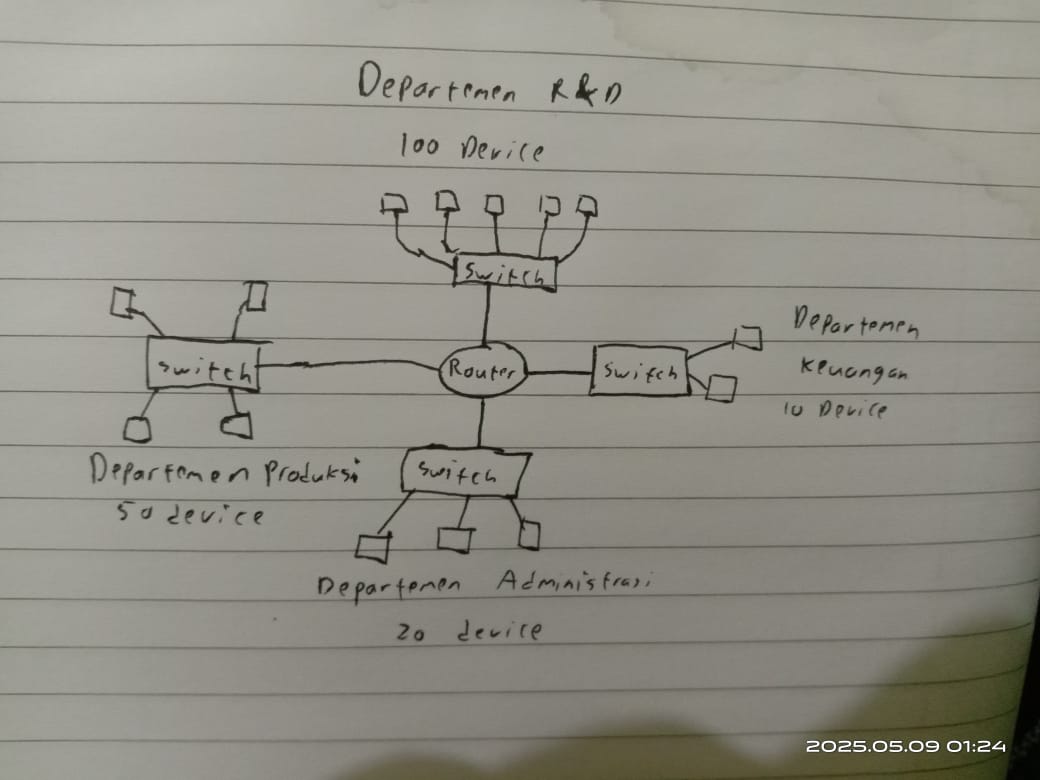 Departemen R&D
100 Device
Switch
Switch
Router
Switch
Departemen
Keuangan
10 Device
Departemen Produksi
50 device
Switch
Departemen Administrasi
20 device
2025.05.09 01:24